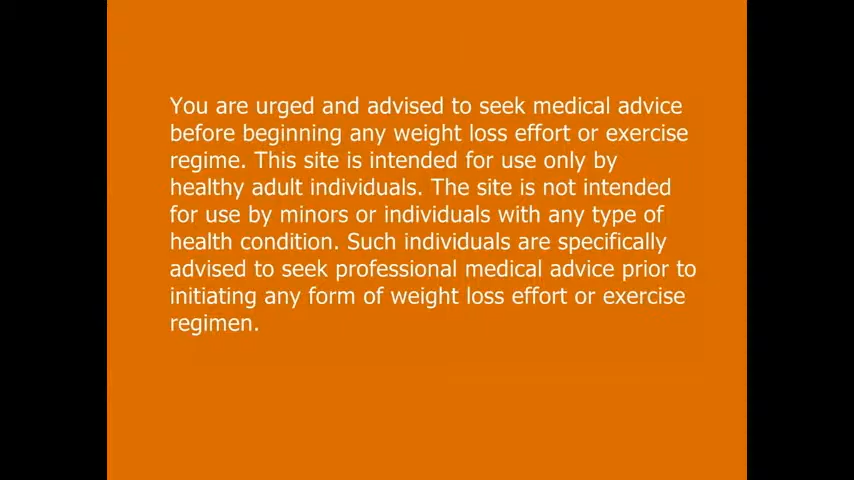 You are urged and advised to seek medical advice
before beginning any weight loss effort or exercise
regime. This site is intended for use only by
healthy adult individuals. The site is not intended
for use by minors or individuals with any type of
health condition. Such individuals are specifically
advised to seek professional medical advice prior to
initiating any form of weight loss effort or exercise
regimen.